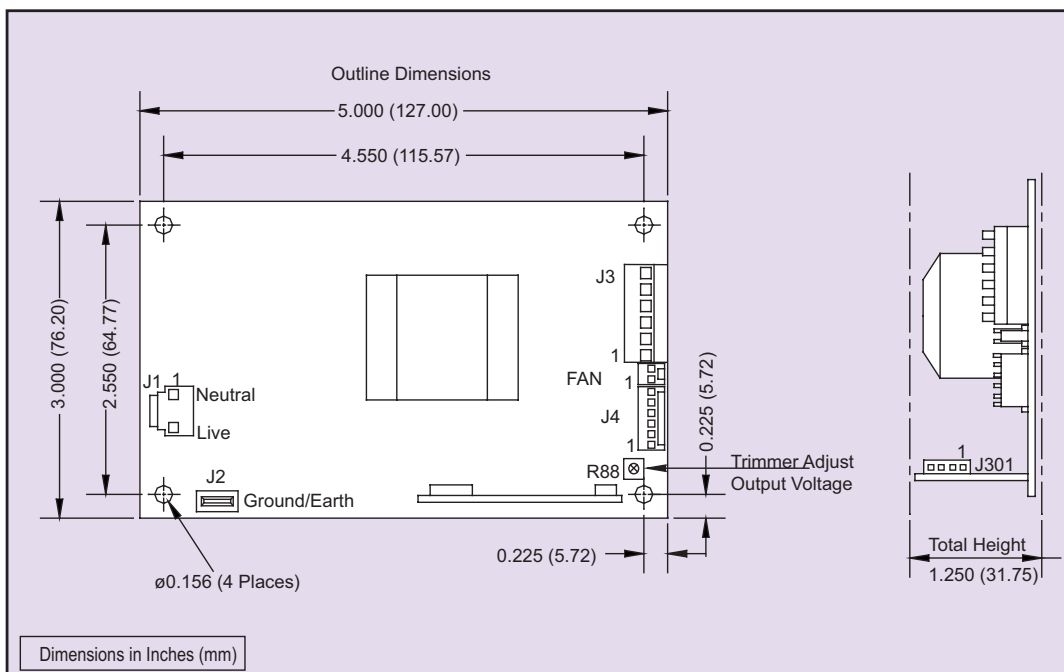 Outline Dimensions
5.000 (127.00)
4.550 (115.57)
3.000 (76.20)
2.550 (64.77)
J3
1
FAN
1
J4
1
0.225 (5.72)
J1 1
Neutral
Live
R88
Trimmer Adjust
Output Voltage
J2
Ground/Earth
0.225 (5.72)
ø0.156 (4 Places)
1
J301
Total Height
1.250 (31.75)
Dimensions in Inches (mm)